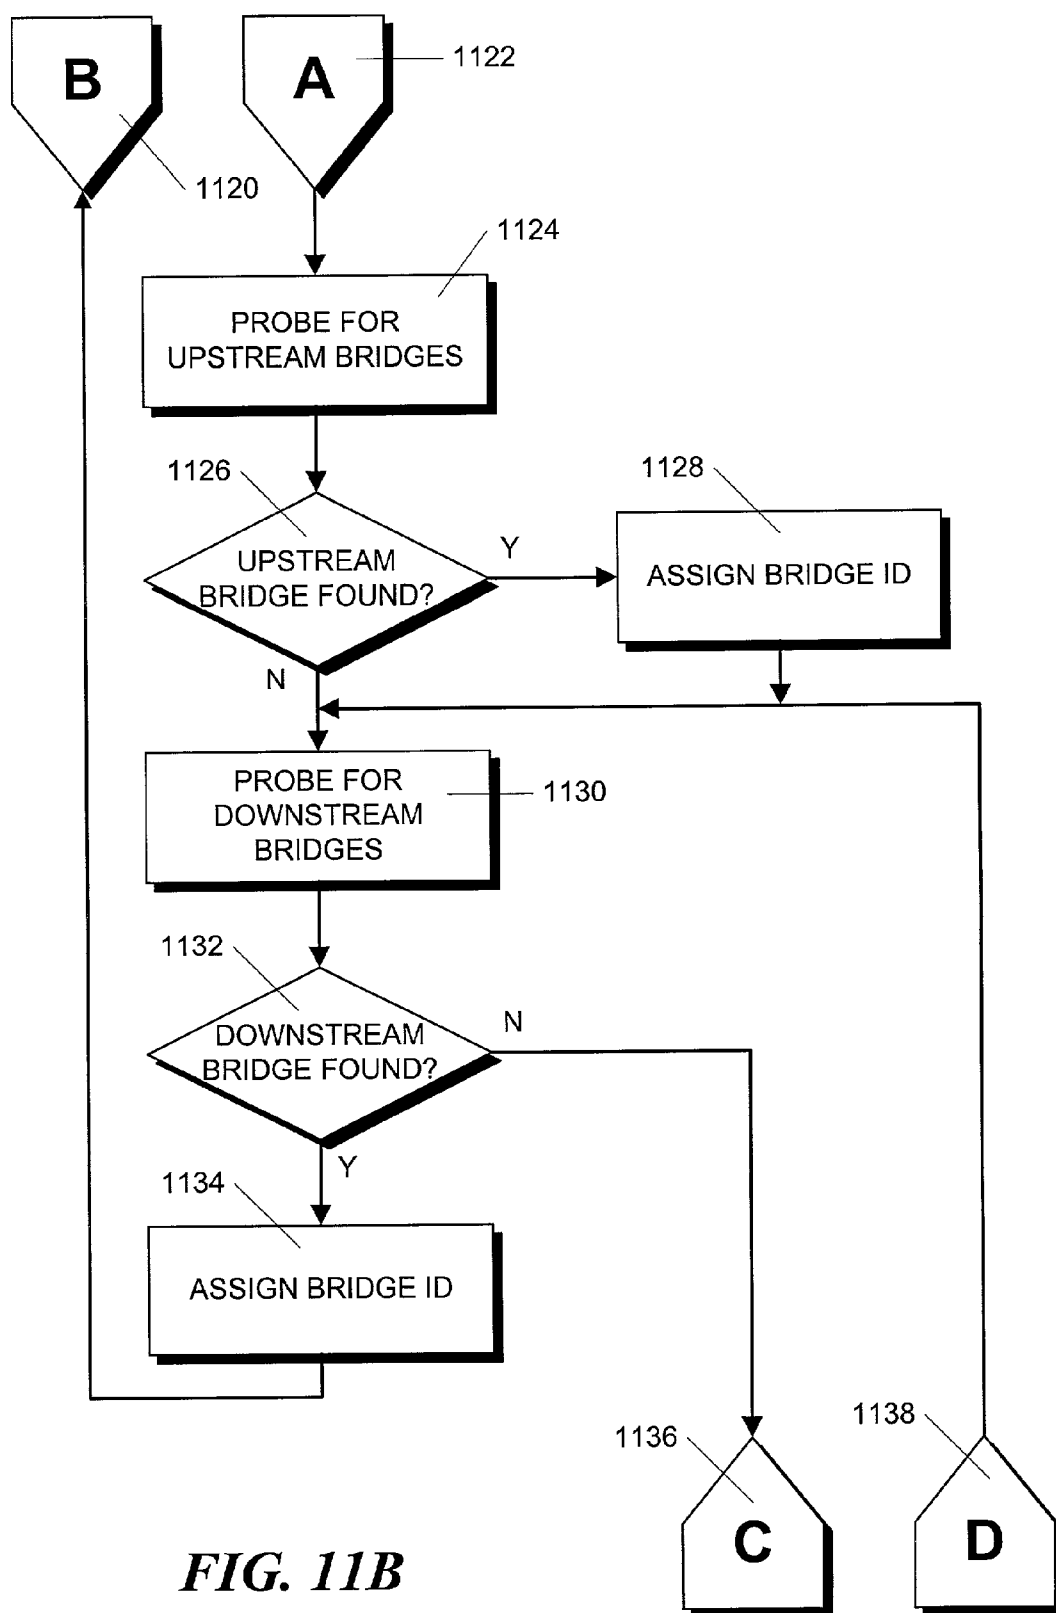 B
A
1122
1120
1124
PROBE FOR
UPSTREAM BRIDGES
1126
1128
UPSTREAM
BRIDGE FOUND?
Y
ASSIGN BRIDGE ID
N
PROBE FOR
DOWNSTREAM
BRIDGES
1130
1132
DOWNSTREAM
BRIDGE FOUND?
N
Y
1134
ASSIGN BRIDGE ID
1136
1138
C
D
FIG. 11B